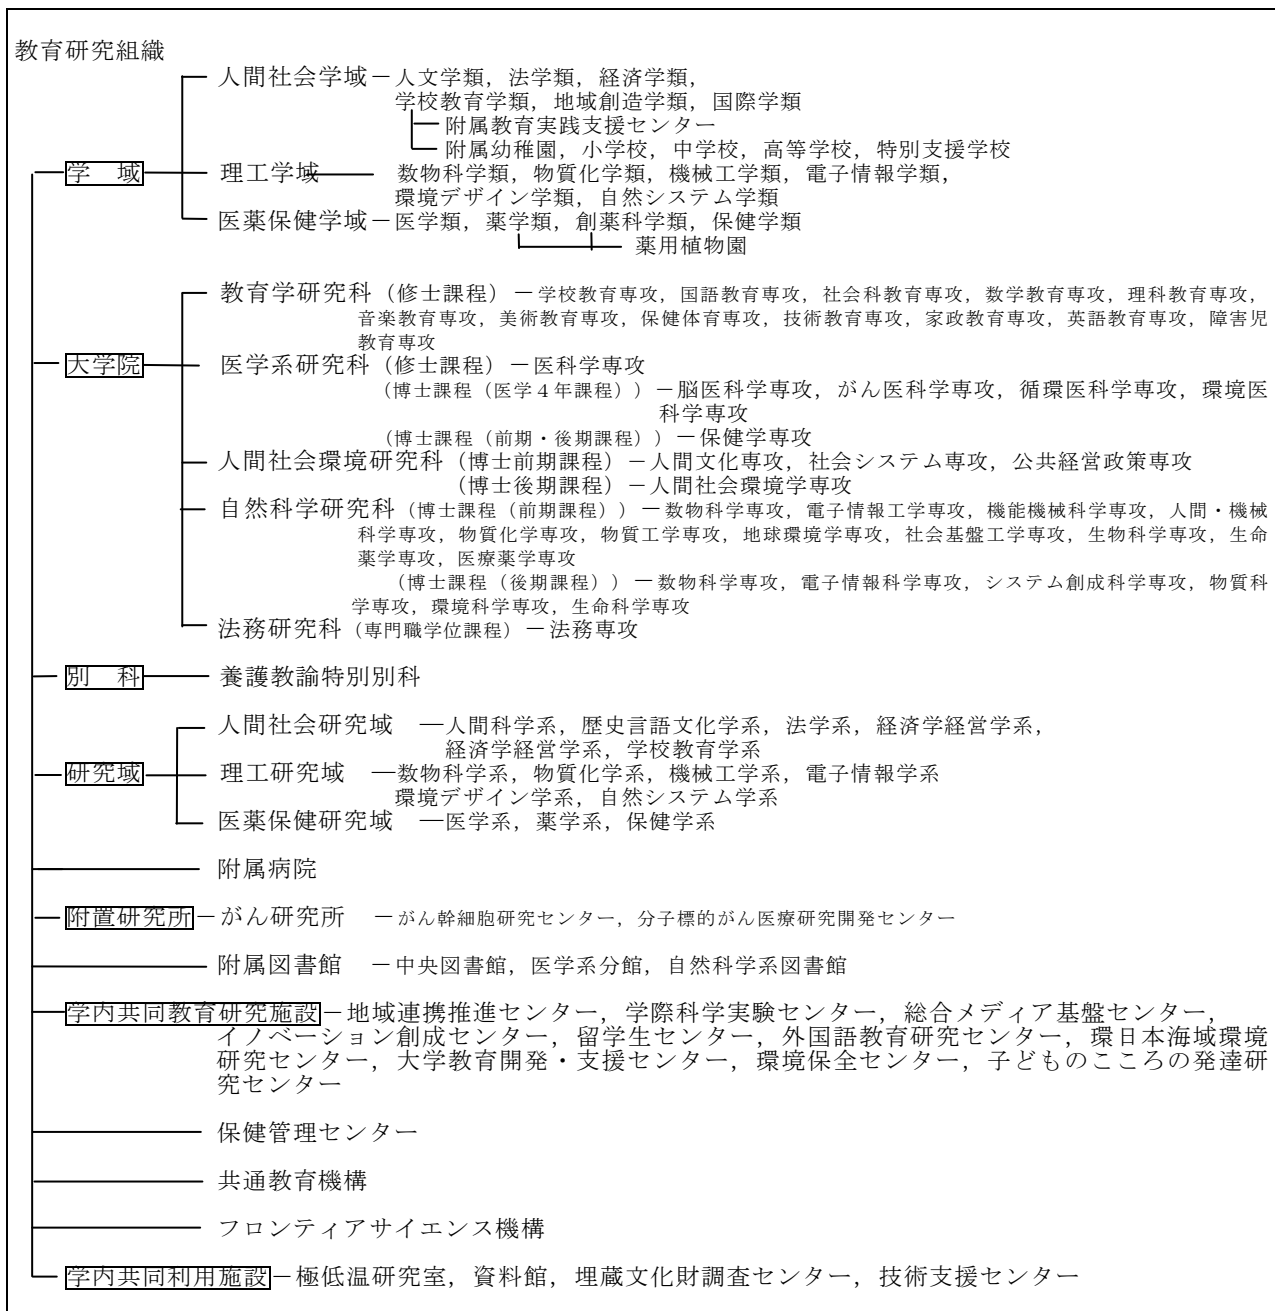 教育研究組織
人間社会学域－人文学類，法学類，経済学類，
学校教育学類，地域創造学類，国際学類
附属教育実践支援センター
附属幼稚園，小学校，中学校，高等学校，特別支援学校
学　域　理工学域　数物科学類，物質化学類，機械工学類，電子情報学類，
環境デザイン学類，自然システム学類
医薬保健学域－医学類，薬学類，創薬科学類，保健学類
薬用植物園
教育学研究科（修士課程）－学校教育専攻，国語教育専攻，社会科教育専攻，数学教育専攻，理科教育専攻，
音楽教育専攻，美術教育専攻，保健体育専攻，技術教育専攻，家政教育専攻，英語教育専攻，障害児
教育専攻
大学院　医学系研究科（修士課程）－医科学専攻
（博士課程（医学４年課程））－脳医科学専攻，がん医科学専攻，循環医科学専攻，環境医
科学専攻
（博士課程（前期・後期課程））－保健学専攻
人間社会環境研究科（博士前期課程）－人間文化専攻，社会システム専攻，公共経営政策専攻
（博士後期課程）－人間社会環境学専攻
自然科学研究科（博士課程（前期課程））－数物科学専攻，電子情報工学専攻，機能機械科学専攻，人間・機械
科学専攻，物質化学専攻，物質工学専攻，地球環境学専攻，社会基盤工学専攻，生物科学専攻，生命
薬学専攻，医療薬学専攻
（博士課程（後期課程））－数物科学専攻，電子情報科学専攻，システム創成科学専攻，物質科
学専攻，環境科学専攻，生命科学専攻
法務研究科（専門職学位課程）－法務専攻
別　科　養護教諭特別別科
人間社会研究域　―人間科学系，歴史言語文化学系，法学系，経済学経営学系，
経済学経営学系，学校教育学系
研究域　理工研究域　―数物科学系，物質化学系，機械工学系，電子情報学系
環境デザイン学系，自然システム学系
医薬保健研究域　―医学系，薬学系，保健学系
附属病院
附置研究所－がん研究所　－がん幹細胞研究センター，分子標的がん医療研究開発センター
附属図書館　－中央図書館，医学系分館，自然科学系図書館
学内共同教育研究施設－地域連携推進センター，学際科学実験センター，総合メディア基盤センター，
イノベーション創成センター，留学生センター，外国語教育研究センター，環日本海域環境
研究センター，大学教育開発・支援センター，環境保全センター，子どものこころの発達研
究センター
保健管理センター
共通教育機構
フロンティアサイエンス機構
学内共同利用施設－極低温研究室，資料館，埋蔵文化財調査センター，技術支援センター